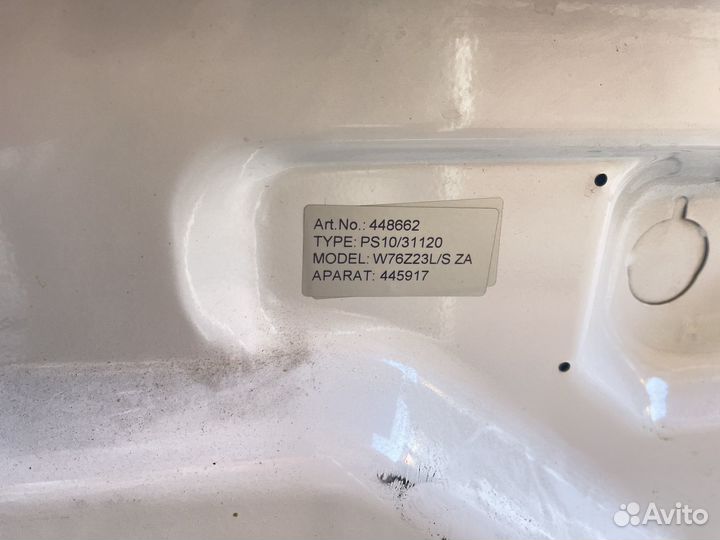 Art.No.: 448662
TYPE: PS10/31120
MODEL: W76Z23L/S ZA
APARAT: 445917
Avito